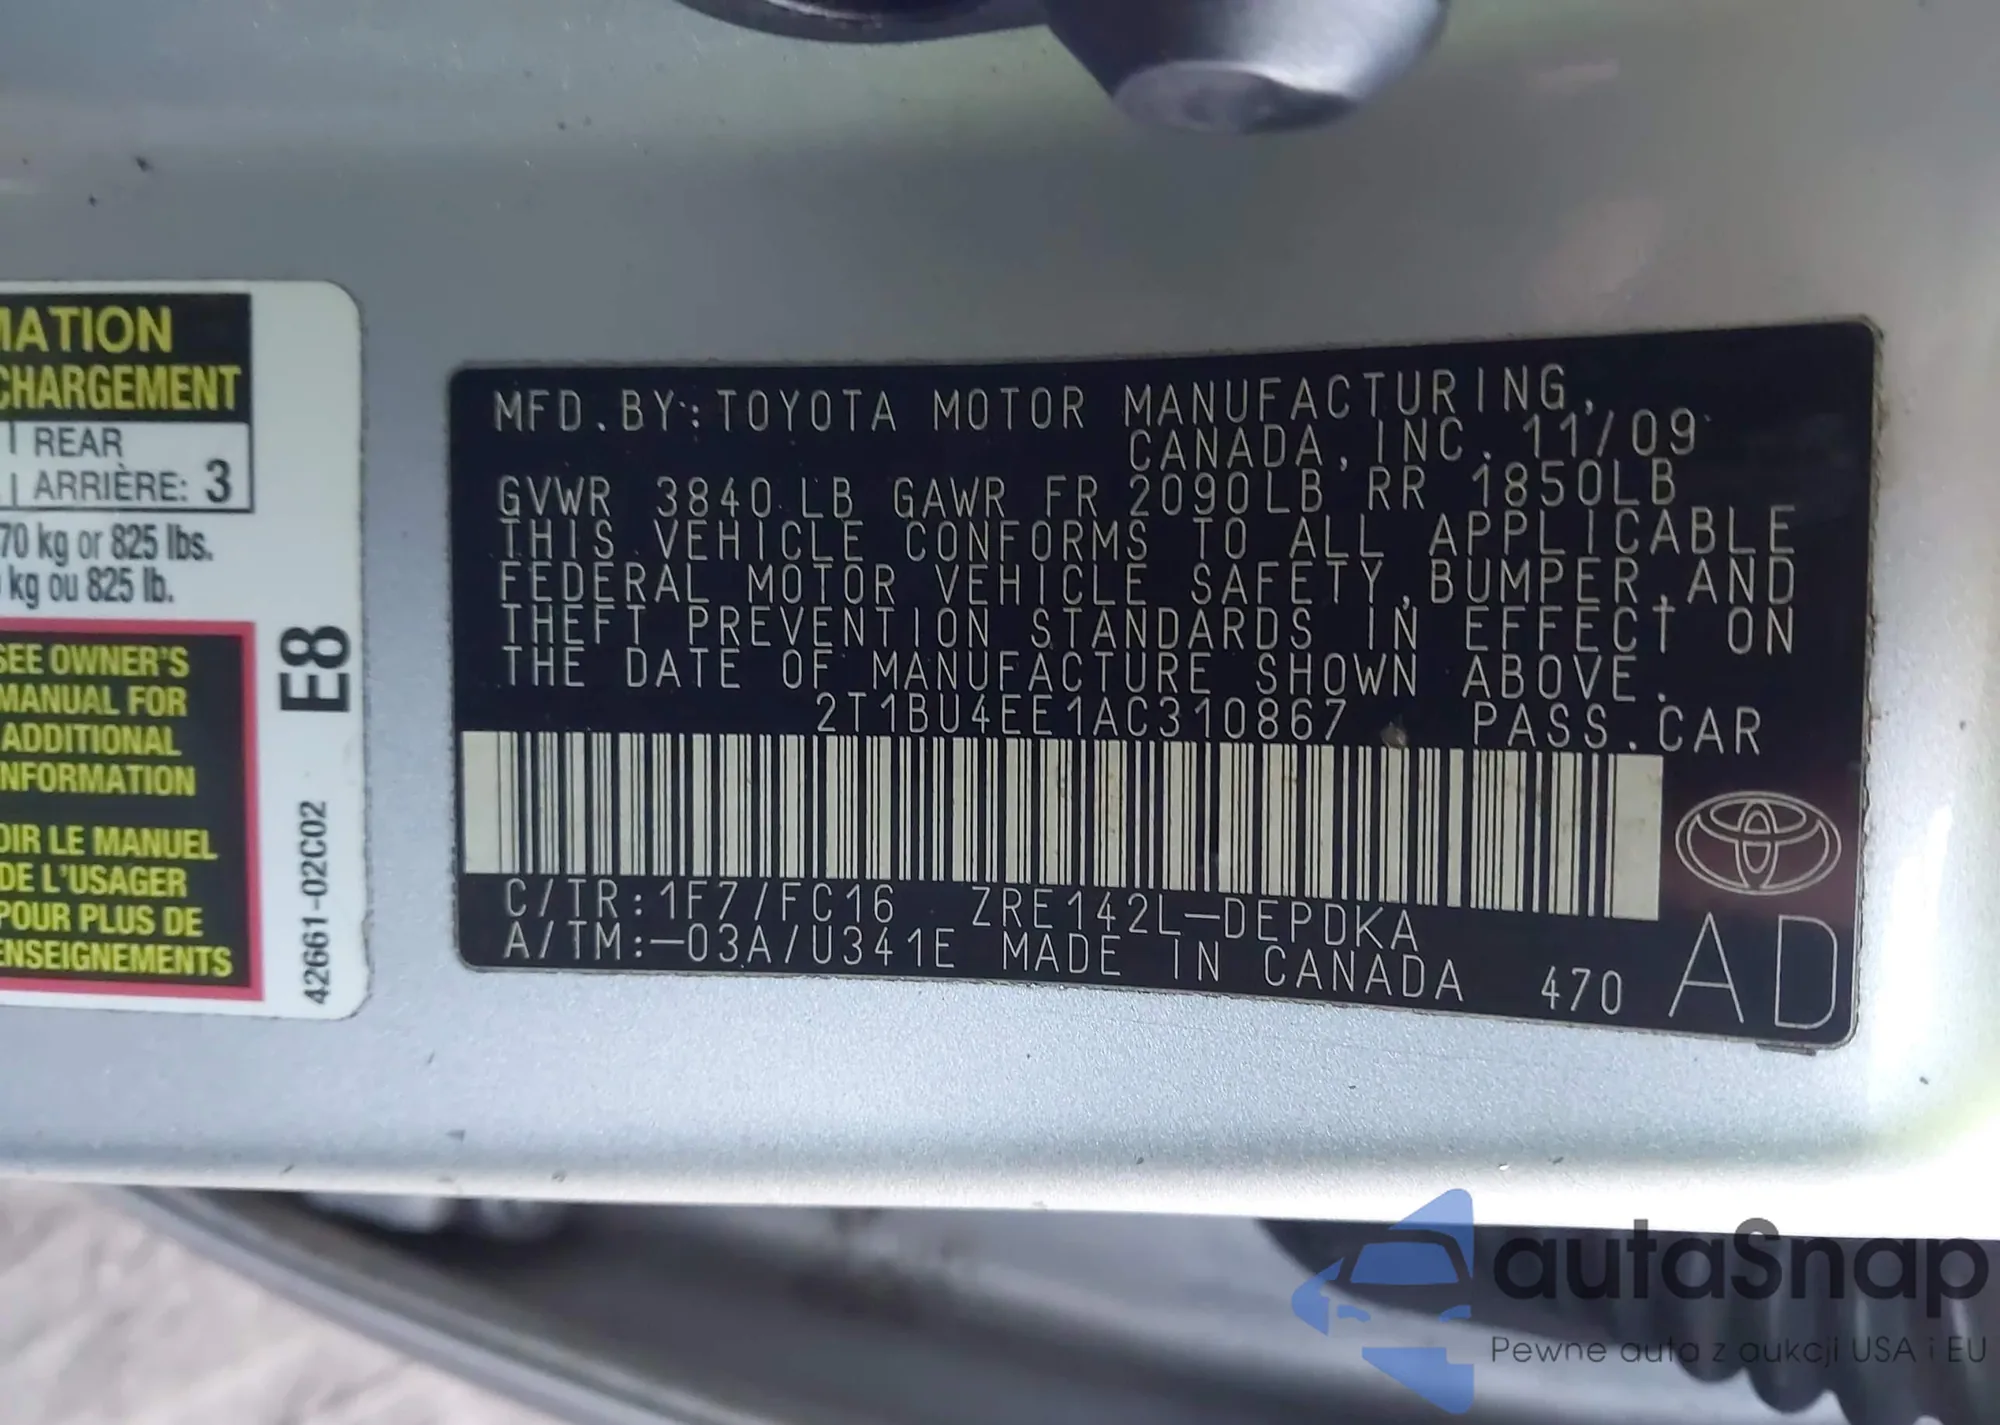 MATION
CHARGEMENT
REAR
ARRIÈRE: 3
70 kg or 825 lbs.
kg ou 825 lb.
SEE OWNER'S
MANUAL FOR
ADDITIONAL
INFORMATION
OIR LE MANUEL
DE L'USAGER
POUR PLUS DE
ENSEIGNEMENTS
E8
42661-02C02
MFD.BY:TOYOTA MOTOR MANUFACTURING,
CANADA,INC. 11/09
GVWR 3840LB GAWR FR 2090LB RR 1850LB
THIS VEHICLE CONFORMS TO ALL APPLICABLE
FEDERAL MOTOR VEHICLE SAFETY,BUMPER,AND
THEFT PREVENTION STANDARDS IN EFFECT ON
THE DATE OF MANUFACTURE SHOWN ABOVE.
2T1BU4EE1AC310867 PASS.CAR
C/TR:1F7/FC16 ZRE142L-DEPDKA
A/TM:-03A/U341E MADE IN CANADA 470 AD
autoSnap
Pewne auta z aukcji USA i EU